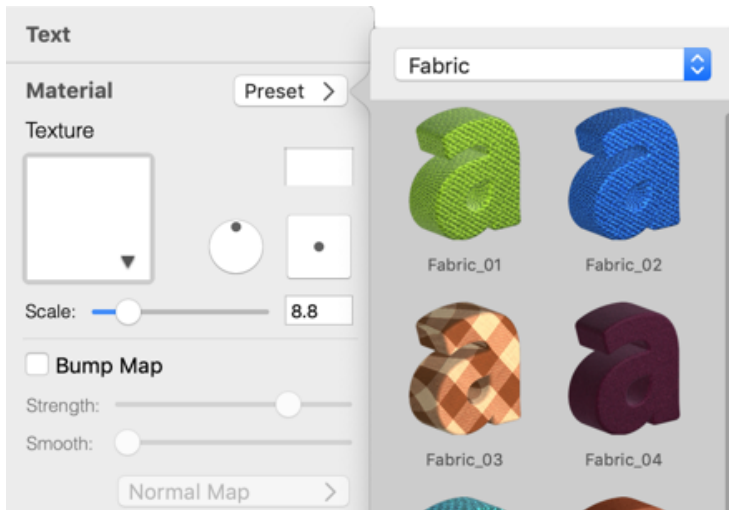 Text
Material
Preset
Texture
Scale:
8.8
Bump Map
Strength:
Smooth:
Normal Map
Fabric
a a
Fabric_01 Fabric_02
a a
Fabric_03 Fabric_04